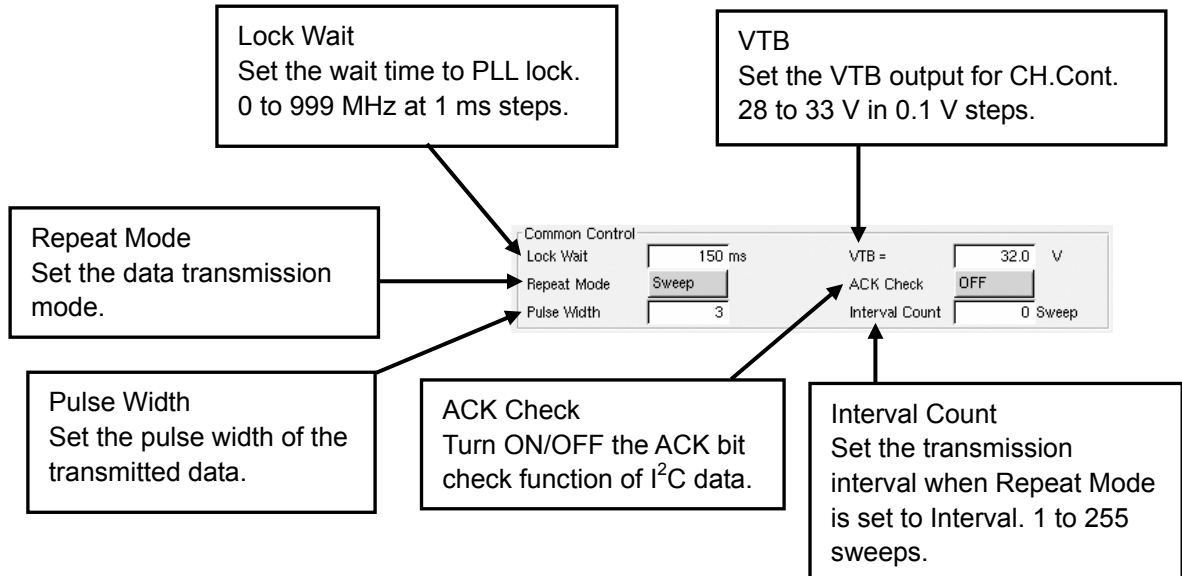 Lock Wait
Set the wait time to PLL lock.
0 to 999 MHz at 1 ms steps.
VTB
Set the VTB output for CH.Cont.
28 to 33 V in 0.1 V steps.
Repeat Mode
Set the data transmission
mode.
Common Control
Lock Wait 150 ms VTB = 32.0 V
Repeat Mode Sweep ACK Check OFF
Pulse Width 3 Interval Count 0 Sweep
Pulse Width
Set the pulse width of the
transmitted data.
ACK Check
Turn ON/OFF the ACK bit
check function of I²C data.
Interval Count
Set the transmission
interval when Repeat Mode
is set to Interval. 1 to 255
sweeps.